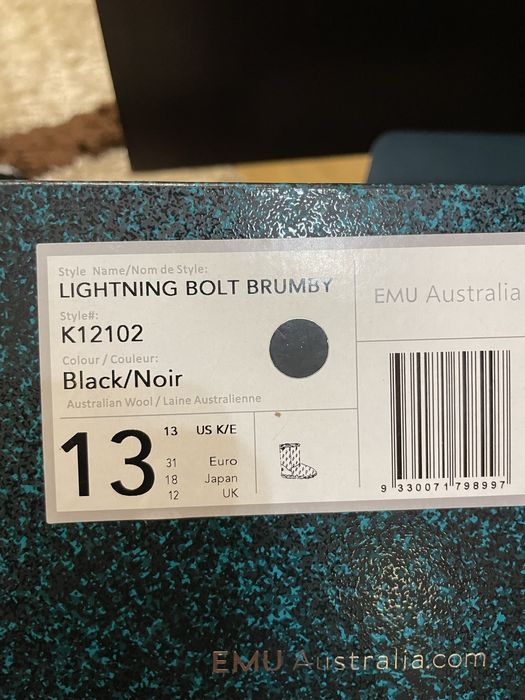 Style Name/Nom de Style:
LIGHTNING BOLT BRUMBY
Style#:
K12102
Colour / Couleur:
Black/Noir
Australian Wool / Laine Australienne
13
13 US K/E
31 Euro
18 Japan
12 UK
EMU Australia
9 330071 798997
EMU Australia.com